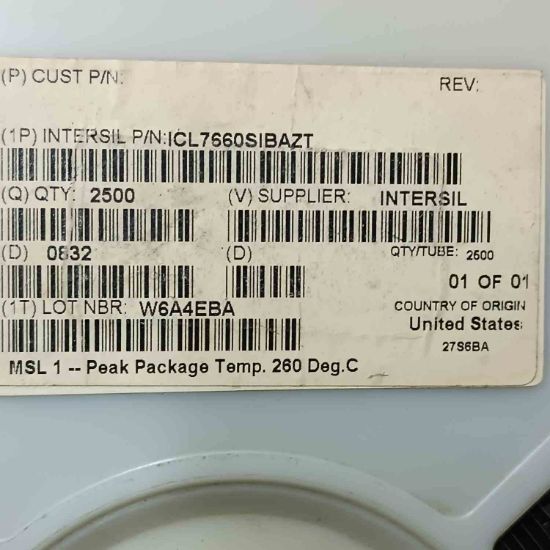 (P) CUST P/N:
REV:
(1P) INTERSIL P/N:ICL7660SIBAZT
(Q) QTY: 2500
(V) SUPPLIER: INTERSIL
(D) 0832
(D)
QTY/TUBE: 2500
01 OF 01
(1T) LOT NBR: W6A4EBA
COUNTRY OF ORIGIN
United States
27S6BA
MSL 1 -- Peak Package Temp. 260 Deg.C